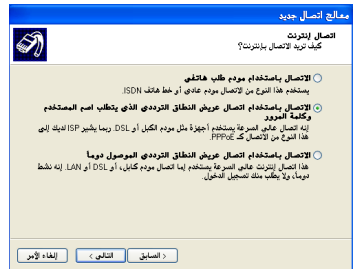 معالج اتصال جديد
اتصال إنترنت
كيف تريد الاتصال بإنترنت؟
الاتصال باستخدام مودم طلب هاتفي
يستخدم هذا النوع من الاتصال مودم عادي أو خط هاتف ISDN.
الاتصال باستخدام اتصال عريض النطاق الترددي الذي يتطلب اسم المستخدم
وكلمة المرور
إنه اتصال عالي السرعة يستخدم أجهزة مثل مودم الكبل أو DSL. ربما يشير ISP لديك إلى
هذا النوع من الاتصال كـ PPPoE.
الاتصال باستخدام اتصال عريض النطاق الترددي الموصول دوماً
هذا اتصال إنترنت عالي السرعة يستخدم إما اتصال مودم كابل، أو DSL أو LAN. إنه نشط
دوماً، ولا يطلب منك تسجيل الدخول.
< السابق
التالي >
إلغاء الأمر